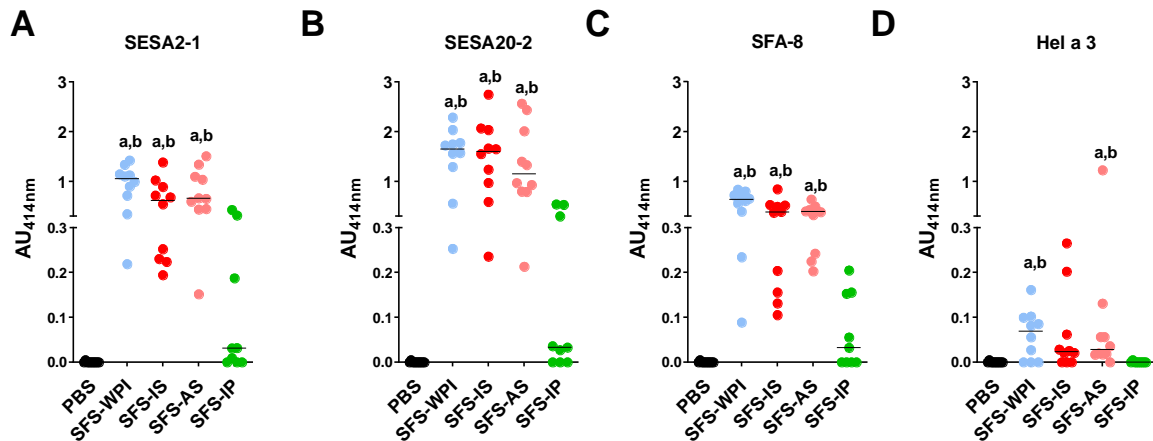 A
SESA2-1
AU414nm
3
2
1
0.3
0.2
0.1
0.0
a,b
a,b
a,b
PBS
SFS-WPI
SFS-IS
SFS-AS
SFS-IP
B
SESA20-2
AU414nm
3
2
1
0.3
0.2
0.1
0.0
a,b
a,b
a,b
PBS
SFS-WPI
SFS-IS
SFS-AS
SFS-IP
C
SFA-8
AU414nm
3
2
1
0.3
0.2
0.1
0.0
a,b
a,b
a,b
PBS
SFS-WPI
SFS-IS
SFS-AS
SFS-IP
D
Hel a 3
AU414nm
3
2
1
0.3
0.2
0.1
0.0
a,b
a,b
PBS
SFS-WPI
SFS-IS
SFS-AS
SFS-IP